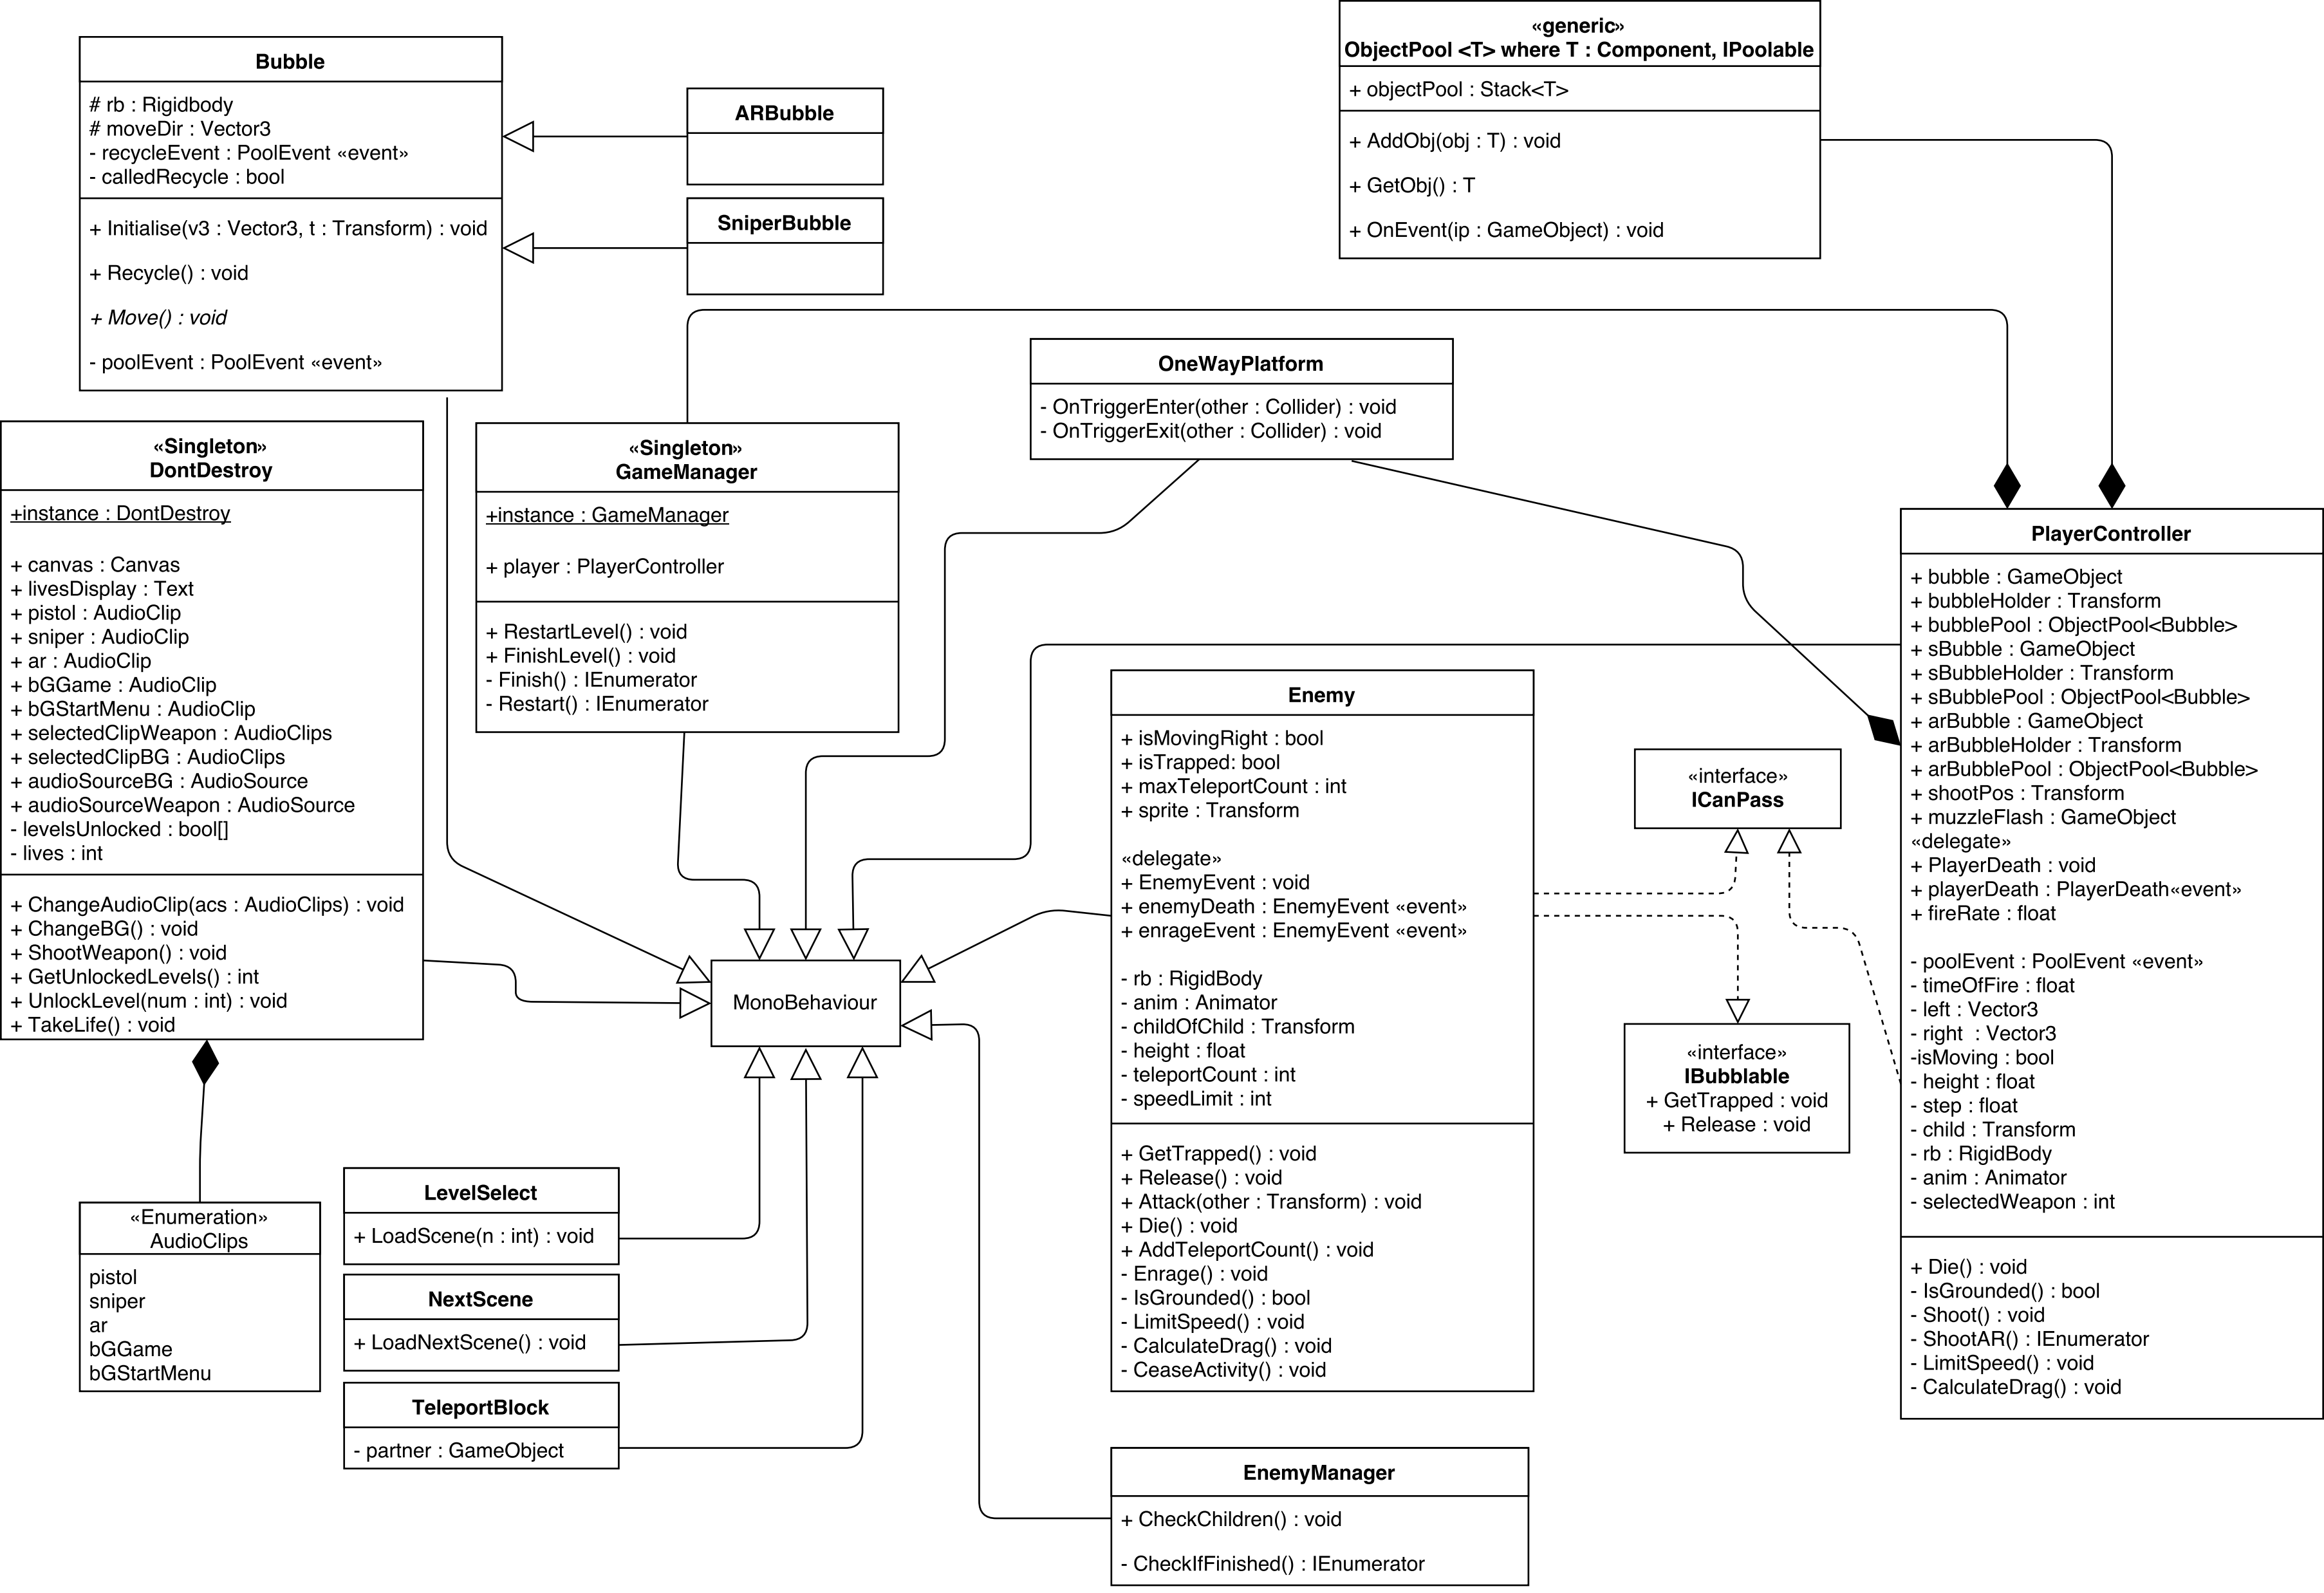 Bubble
# rb : Rigidbody
# moveDir : Vector3
- recycleEvent : PoolEvent «event»
- calledRecycle : bool
+ Initialise(v3 : Vector3, t : Transform) : void
+ Recycle() : void
+ Move() : void
- poolEvent : PoolEvent «event»
ARBubble
SniperBubble
«generic»
ObjectPool <T> where T : Component, IPoolable
+ objectPool : Stack<T>
+ AddObj(obj : T) : void
+ GetObj() : T
+ OnEvent(ip : GameObject) : void
OneWayPlatform
- OnTriggerEnter(other : Collider) : void
- OnTriggerExit(other : Collider) : void
«Singleton»
DontDestroy
+instance : DontDestroy
+ canvas : Canvas
+ livesDisplay : Text
+ pistol : AudioClip
+ sniper : AudioClip
+ ar : AudioClip
+ bGGame : AudioClip
+ bGStartMenu : AudioClip
+ selectedClipWeapon : AudioClips
+ selectedClipBG : AudioClips
+ audioSourceBG : AudioSource
+ audioSourceWeapon : AudioSource
- levelsUnlocked : bool[]
- lives : int
+ ChangeAudioClip(acs : AudioClips) : void
+ ChangeBG() : void
+ ShootWeapon() : void
+ GetUnlockedLevels() : int
+ UnlockLevel(num : int) : void
+ TakeLife() : void
«Singleton»
GameManager
+instance : GameManager
+ player : PlayerController
+ RestartLevel() : void
+ FinishLevel() : void
- Finish() : IEnumerator
- Restart() : IEnumerator
PlayerController
+ bubble : GameObject
+ bubbleHolder : Transform
+ bubblePool : ObjectPool<Bubble>
+ sBubble : GameObject
+ sBubbleHolder : Transform
+ sBubblePool : ObjectPool<Bubble>
+ arBubble : GameObject
+ arBubbleHolder : Transform
+ arBubblePool : ObjectPool<Bubble>
+ shootPos : Transform
+ muzzleFlash : GameObject
«delegate»
+ PlayerDeath : void
+ playerDeath : PlayerDeath«event»
+ fireRate : float
- poolEvent : PoolEvent «event»
- timeOfFire : float
- left : Vector3
- right  : Vector3
-isMoving : bool
- height : float
- step : float
- child : Transform
- rb : RigidBody
- anim : Animator
- selectedWeapon : int
+ Die() : void
- IsGrounded() : bool
- Shoot() : void
- ShootAR() : IEnumerator
- LimitSpeed() : void
- CalculateDrag() : void
Enemy
+ isMovingRight : bool
+ isTrapped: bool
+ maxTeleportCount : int
+ sprite : Transform
«delegate»
+ EnemyEvent : void
+ enemyDeath : EnemyEvent «event»
+ enrageEvent : EnemyEvent «event»
- rb : RigidBody
- anim : Animator
- childOfChild : Transform
- height : float
- teleportCount : int
- speedLimit : int
+ GetTrapped() : void
+ Release() : void
+ Attack(other : Transform) : void
+ Die() : void
+ AddTeleportCount() : void
- Enrage() : void
- IsGrounded() : bool
- LimitSpeed() : void
- CalculateDrag() : void
- CeaseActivity() : void
«interface»
ICanPass
«interface»
IBubblable
+ GetTrapped : void
+ Release : void
MonoBehaviour
«Enumeration»
AudioClips
pistol
sniper
ar
bGGame
bGStartMenu
LevelSelect
+ LoadScene(n : int) : void
NextScene
+ LoadNextScene() : void
TeleportBlock
- partner : GameObject
EnemyManager
+ CheckChildren() : void
- CheckIfFinished() : IEnumerator